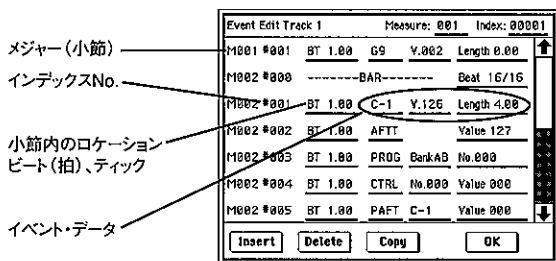 メジャー(小節)
インデックスNo.
小節内のロケーション
ビート(拍)、ティック
イベント・データ
Event Edit Track 1 Measure: 001 Index: 00001
M001 #001 BT 1.00 G9 V.002 Length 0.00
M002 #000 -------BAR------- Beat 16/16
M002 #001 BT 1.00 C-1 V.126 Length 4.00
M002 #002 BT 1.00 AFTT Value 127
M002 #003 BT 1.00 PROG BankAB No.000
M002 #004 BT 1.00 CTRL No.000 Value 000
M002 #005 BT 1.00 PAFT C-1 Value 000
Insert Delete Copy OK